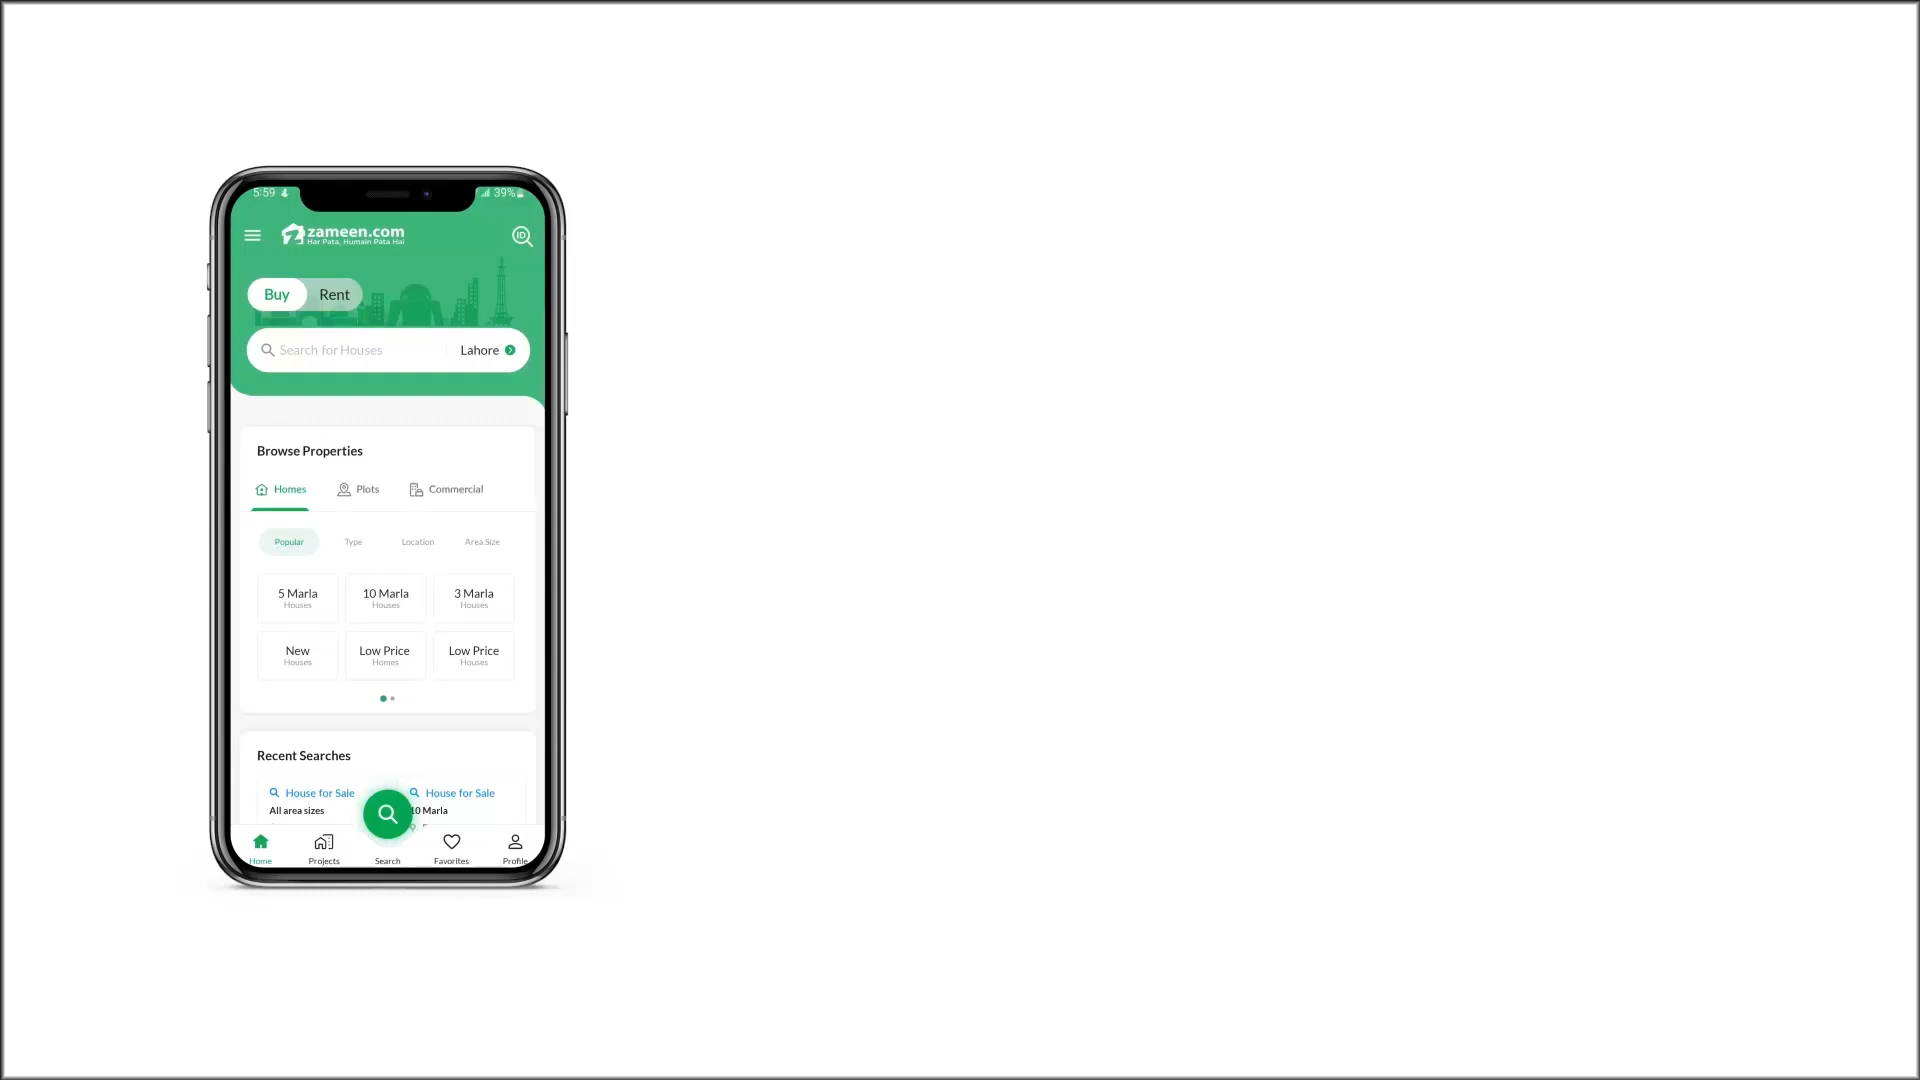 5:59
39%
zameen.com
Har Pata, Humain Pata Hai
ID
Buy Rent
Search for Houses Lahore
Browse Properties
Homes Plots Commercial
Popular Type Location Area Size
5 Marla 10 Marla 3 Marla
Houses Houses Houses
New Low Price Low Price
Houses Homes Houses
Recent Searches
House for Sale House for Sale
All area sizes 10 Marla
Home Projects Search Favorites Profile